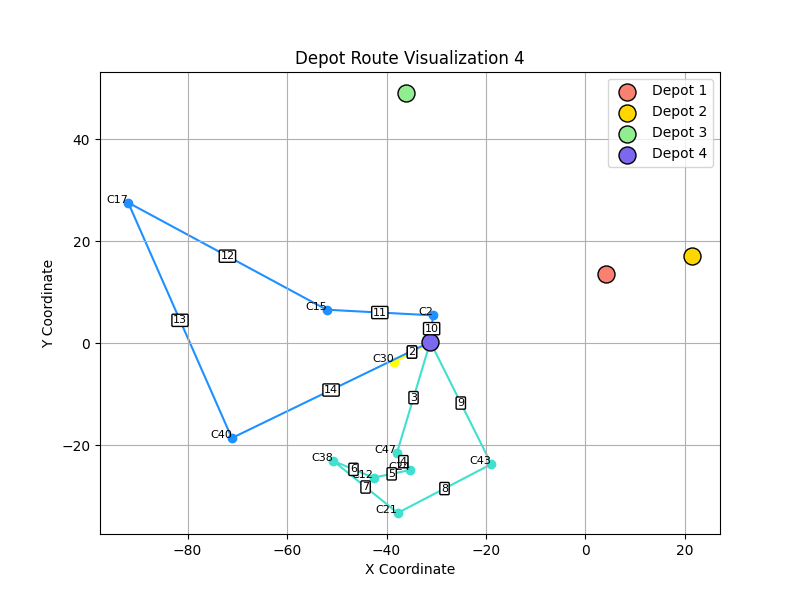 Depot Route Visualization 4
Depot 1
Depot 2
Depot 3
Depot 4
Y Coordinate
40
20
0
−20
C17
12
C15
11
C2
13
10
C30
2
14
3
9
C40
C47
4
C38
6
C12
5
C43
7
8
C21
−80
−60
−40
−20
0
20
X Coordinate